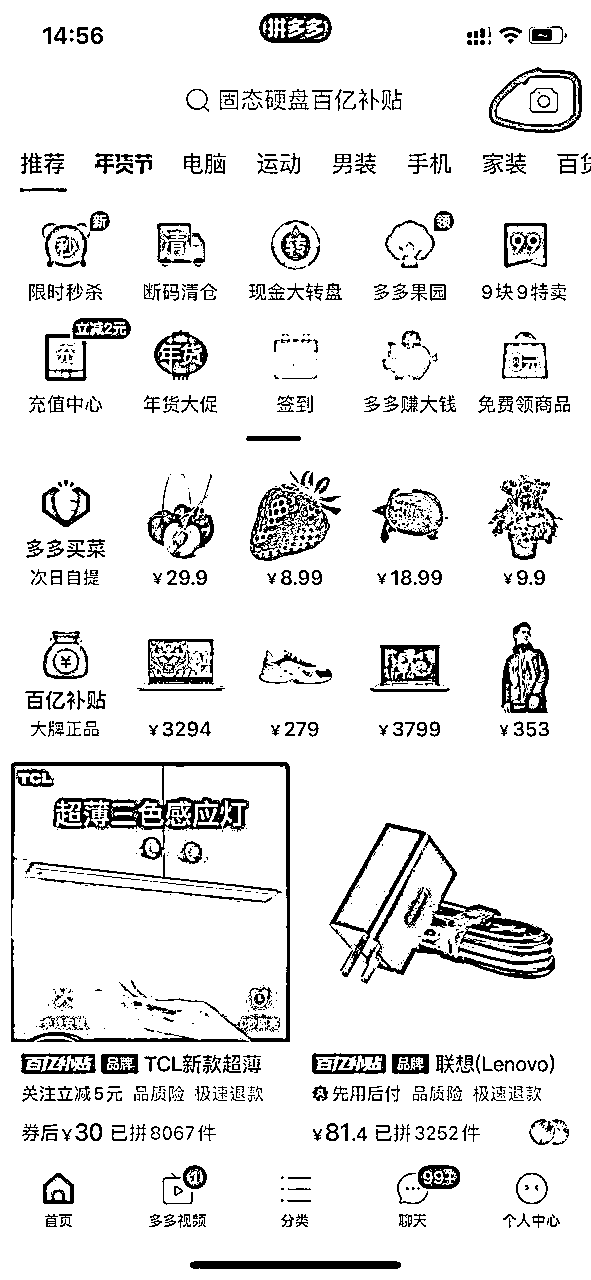 14:56
拼多多
固态硬盘百亿补贴
推荐 年货节 电脑 运动 男装 手机 家装 百货
新 领
秒 清 转 99
限时秒杀 断码清仓 现金大转盘 多多果园 9块9特卖
立减2元
充 年货
充值中心 年货大促 签到 多多赚大钱 免费领商品
多多买菜
次日自提 ¥29.9 ¥8.99 ¥18.99 ¥9.9
¥
百亿补贴
大牌正品 ¥3294 ¥279 ¥3799 ¥353
TCL
超薄三色感应灯
百亿补贴 品牌 TCL新款超薄
关注立减5元 品质险 极速退款
券后¥30 已拼8067件
百亿补贴 品牌 联想(Lenovo)
先用后付 品质险 极速退款
¥81.4 已拼3252件
首页 多多视频 分类 聊天 个人中心